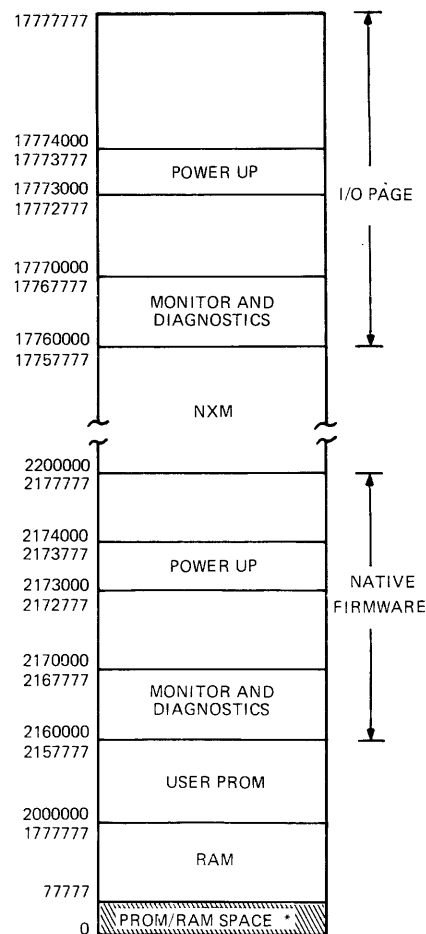 17777777
17774000
17773777
POWER UP
17773000
17772777
I/O PAGE
17770000
17767777
MONITOR AND
DIAGNOSTICS
17760000
17757777
NXM
2200000
2177777
2174000
2173777
POWER UP
2173000
2172777
NATIVE
FIRMWARE
2170000
2167777
MONITOR AND
DIAGNOSTICS
2160000
2157777
USER PROM
2000000
1777777
RAM
77777
PROM/RAM SPACE *
0